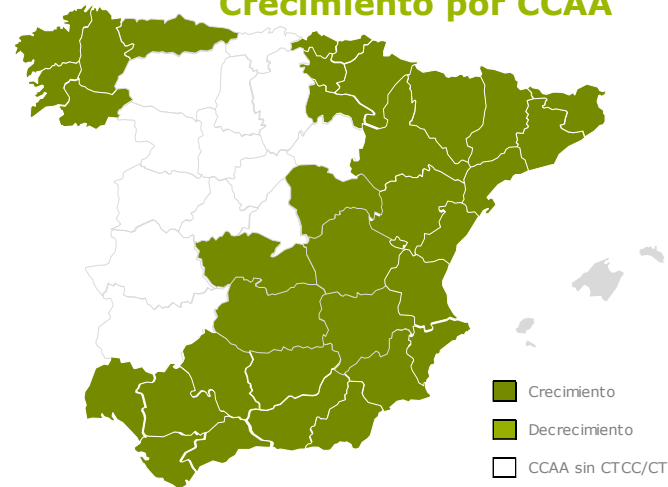 Crecimiento por CCAA
Crecimiento
Decrecimiento
CCAA sin CTCC/CT